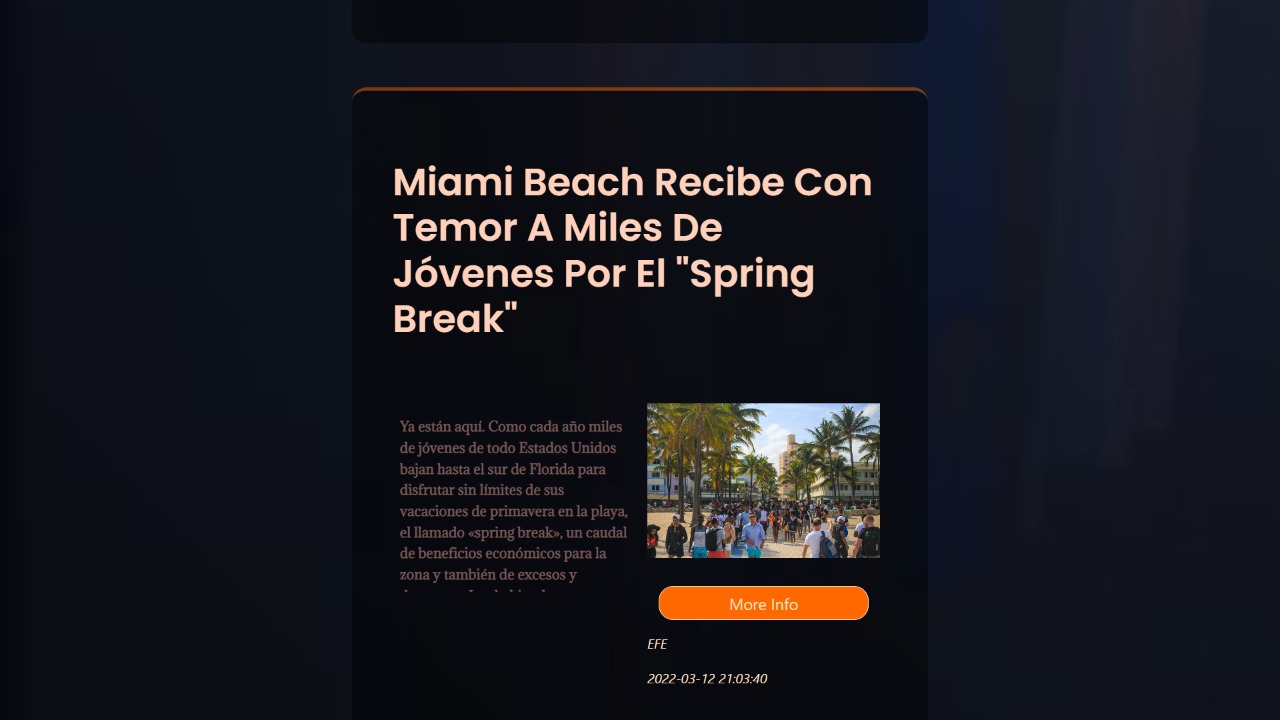 Miami Beach Recibe Con
Temor A Miles De
Jóvenes Por El "Spring
Break"
Ya están aquí. Como cada año miles
de jóvenes de todo Estados Unidos
bajan hasta el sur de Florida para
disfrutar sin límites de sus
vacaciones de primavera en la playa,
el llamado «spring break», un caudal
de beneficios económicos para la
zona y también de excesos y
More Info
EFE
2022-03-12 21:03:40